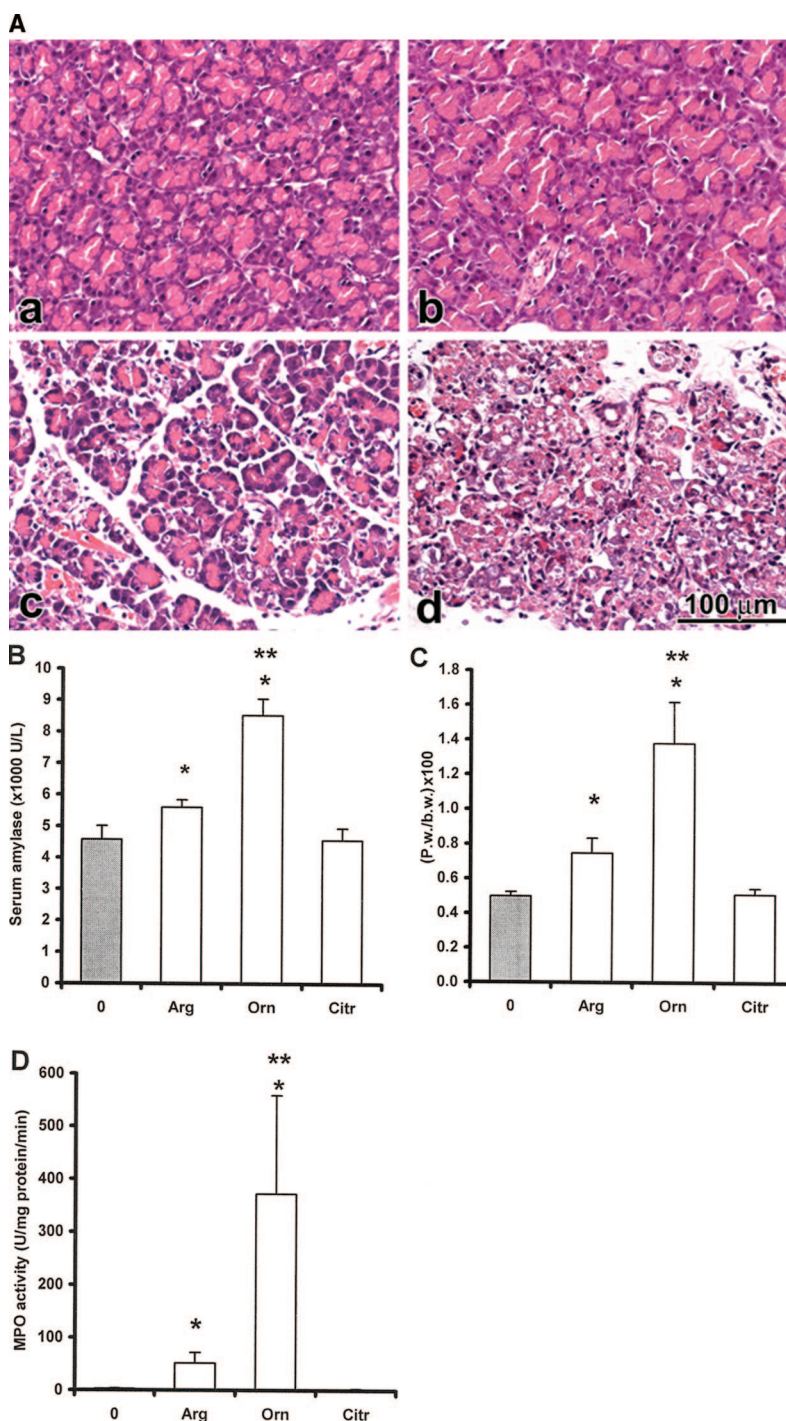 A
a
b
c
d
100 µm
B
**
*
*
10
9
8
7
6
5
4
3
2
1
0
Serum amylase (x1000 U/L)
0 Arg Orn Citr
C
**
*
*
1.8
1.6
1.4
1.2
1.0
0.8
0.6
0.4
0.2
0.0
(P.w./b.w.) x100
0 Arg Orn Citr
D
**
*
*
600
500
400
300
200
100
0
MPO activity (U/mg protein/min)
0 Arg Orn Citr